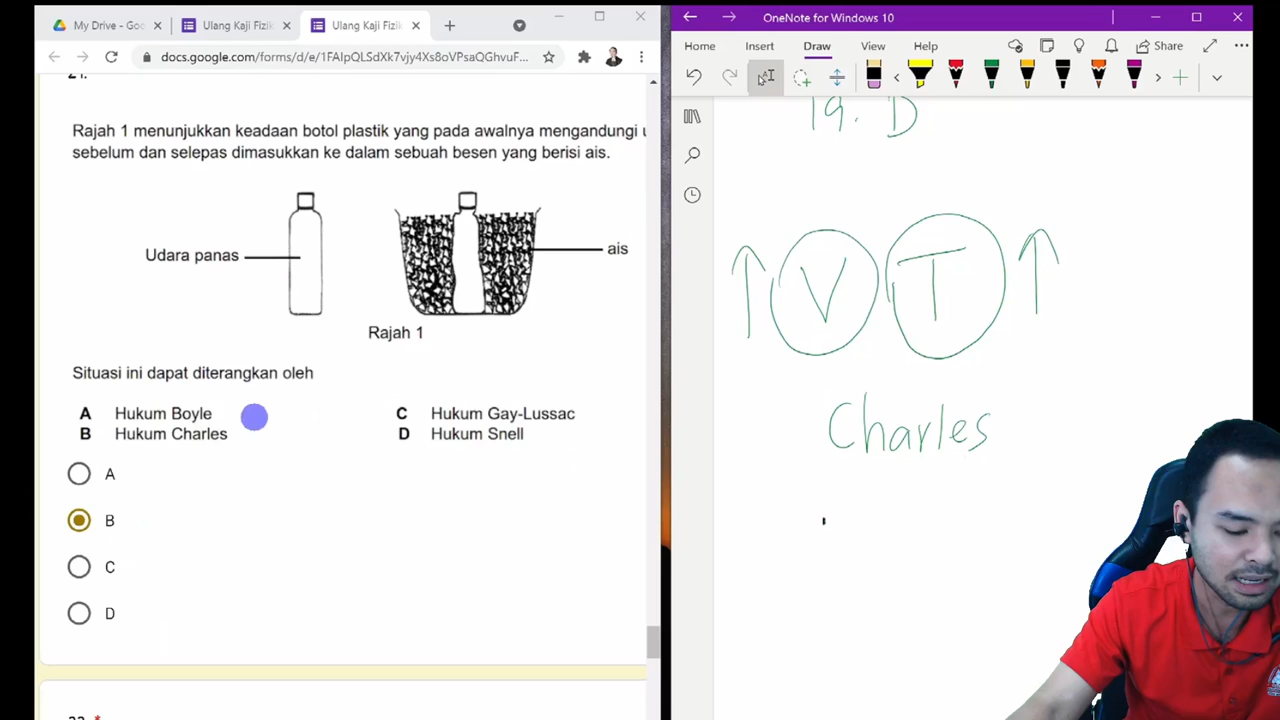 My Drive - Goo
Ulang Kaji Fizik
Ulang Kaji Fizik
docs.google.com/forms/d/e/1FAIpQLSdXk7vjy4Xs8oVPsaQGhvuF...
Rajah 1 menunjukkan keadaan botol plastik yang pada awalnya mengandungi u
sebelum dan selepas dimasukkan ke dalam sebuah besen yang berisi ais.
Udara panas
ais
Rajah 1
Situasi ini dapat diterangkan oleh
A Hukum Boyle
C Hukum Gay-Lussac
B Hukum Charles
D Hukum Snell
A
B
C
D
OneNote for Windows 10
Home Insert Draw View Help Share
19. D
V T
Charles